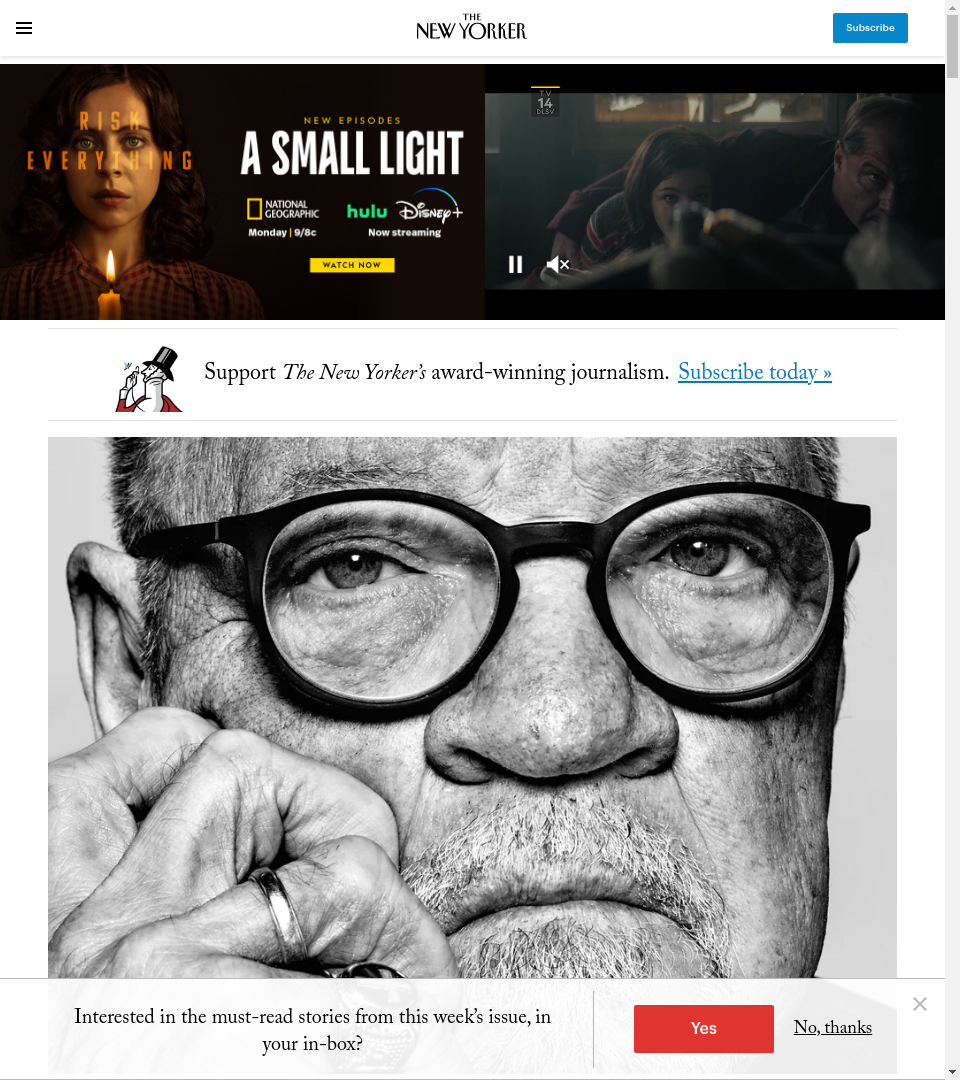 THE
NEW YORKER
Subscribe
RISK
EVERYTHING
NEW EPISODES
A SMALL LIGHT
NATIONAL
GEOGRAPHIC
hulu
Disney+
Monday | 9/8c
Now streaming
WATCH NOW
TV
14
DLSV
Support The New Yorker's award-winning journalism. Subscribe today »
Interested in the must-read stories from this week's issue, in
your in-box?
Yes
No, thanks